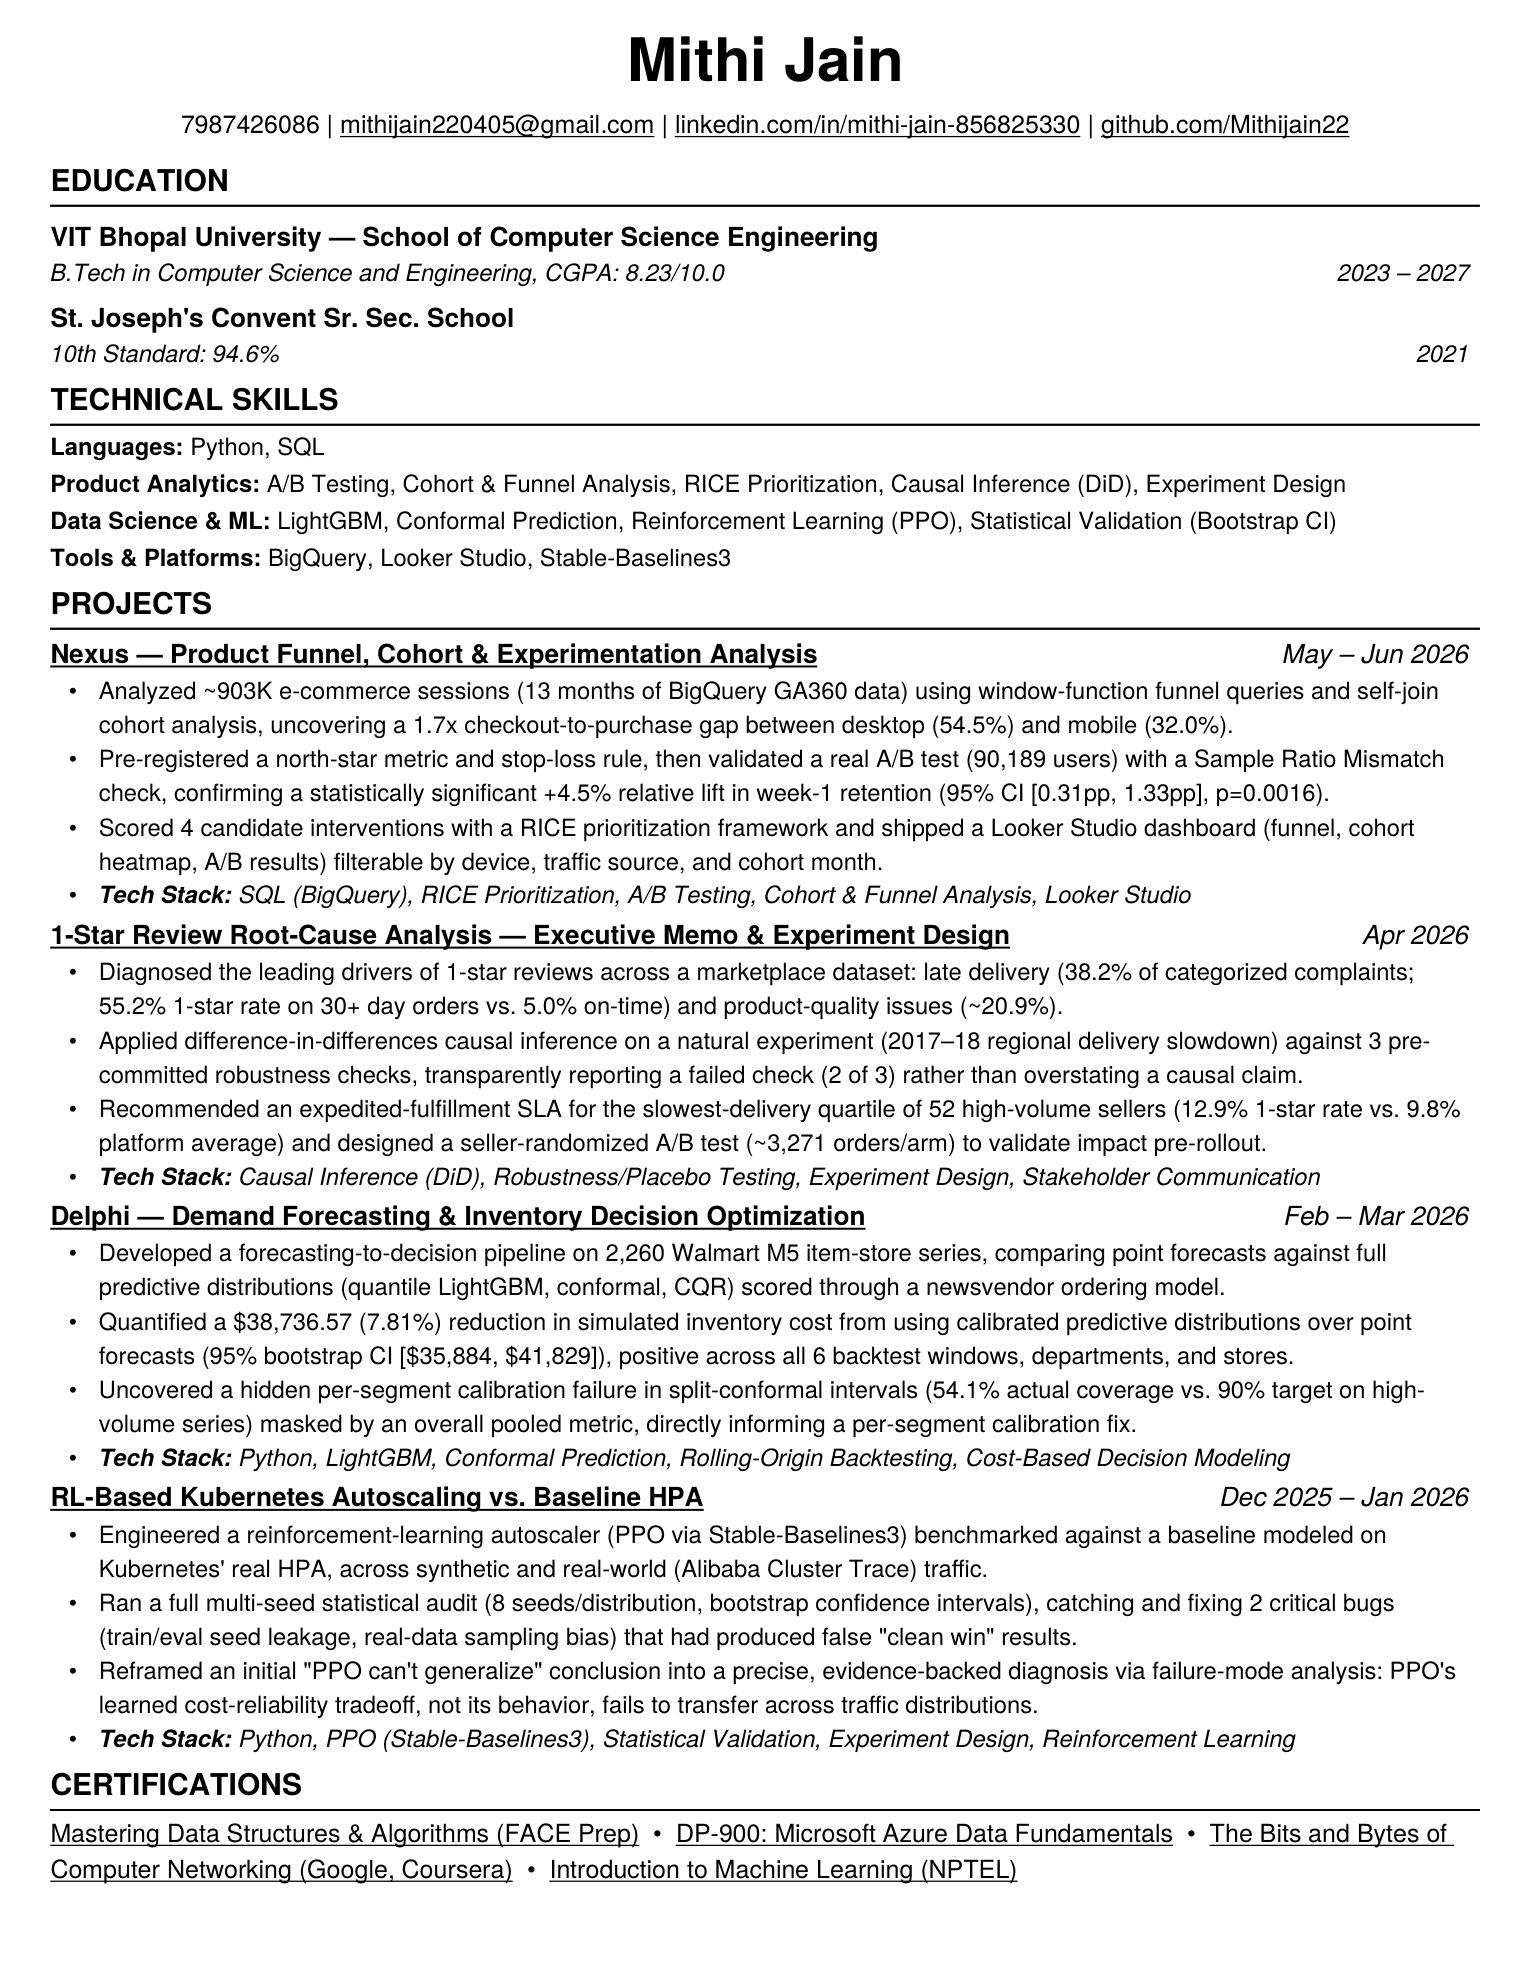 Mithi Jain
7987426086 | mithijain220405@gmail.com | linkedin.com/in/mithi-jain-856825330 | github.com/Mithijain22
EDUCATION
VIT Bhopal University — School of Computer Science Engineering
B.Tech in Computer Science and Engineering, CGPA: 8.23/10.0 2023 – 2027
St. Joseph's Convent Sr. Sec. School
10th Standard: 94.6% 2021
TECHNICAL SKILLS
Languages: Python, SQL
Product Analytics: A/B Testing, Cohort & Funnel Analysis, RICE Prioritization, Causal Inference (DiD), Experiment Design
Data Science & ML: LightGBM, Conformal Prediction, Reinforcement Learning (PPO), Statistical Validation (Bootstrap CI)
Tools & Platforms: BigQuery, Looker Studio, Stable-Baselines3
PROJECTS
Nexus — Product Funnel, Cohort & Experimentation Analysis May – Jun 2026
• Analyzed ~903K e-commerce sessions (13 months of BigQuery GA360 data) using window-function funnel queries and self-join
cohort analysis, uncovering a 1.7x checkout-to-purchase gap between desktop (54.5%) and mobile (32.0%).
• Pre-registered a north-star metric and stop-loss rule, then validated a real A/B test (90,189 users) with a Sample Ratio Mismatch
check, confirming a statistically significant +4.5% relative lift in week-1 retention (95% CI [0.31pp, 1.33pp], p=0.0016).
• Scored 4 candidate interventions with a RICE prioritization framework and shipped a Looker Studio dashboard (funnel, cohort
heatmap, A/B results) filterable by device, traffic source, and cohort month.
• Tech Stack: SQL (BigQuery), RICE Prioritization, A/B Testing, Cohort & Funnel Analysis, Looker Studio
1-Star Review Root-Cause Analysis — Executive Memo & Experiment Design Apr 2026
• Diagnosed the leading drivers of 1-star reviews across a marketplace dataset: late delivery (38.2% of categorized complaints;
55.2% 1-star rate on 30+ day orders vs. 5.0% on-time) and product-quality issues (~20.9%).
• Applied difference-in-differences causal inference on a natural experiment (2017–18 regional delivery slowdown) against 3 pre-
committed robustness checks, transparently reporting a failed check (2 of 3) rather than overstating a causal claim.
• Recommended an expedited-fulfillment SLA for the slowest-delivery quartile of 52 high-volume sellers (12.9% 1-star rate vs. 9.8%
platform average) and designed a seller-randomized A/B test (~3,271 orders/arm) to validate impact pre-rollout.
• Tech Stack: Causal Inference (DiD), Robustness/Placebo Testing, Experiment Design, Stakeholder Communication
Delphi — Demand Forecasting & Inventory Decision Optimization Feb – Mar 2026
• Developed a forecasting-to-decision pipeline on 2,260 Walmart M5 item-store series, comparing point forecasts against full
predictive distributions (quantile LightGBM, conformal, CQR) scored through a newsvendor ordering model.
• Quantified a $38,736.57 (7.81%) reduction in simulated inventory cost from using calibrated predictive distributions over point
forecasts (95% bootstrap CI [$35,884, $41,829]), positive across all 6 backtest windows, departments, and stores.
• Uncovered a hidden per-segment calibration failure in split-conformal intervals (54.1% actual coverage vs. 90% target on high-
volume series) masked by an overall pooled metric, directly informing a per-segment calibration fix.
• Tech Stack: Python, LightGBM, Conformal Prediction, Rolling-Origin Backtesting, Cost-Based Decision Modeling
RL-Based Kubernetes Autoscaling vs. Baseline HPA Dec 2025 – Jan 2026
• Engineered a reinforcement-learning autoscaler (PPO via Stable-Baselines3) benchmarked against a baseline modeled on
Kubernetes' real HPA, across synthetic and real-world (Alibaba Cluster Trace) traffic.
• Ran a full multi-seed statistical audit (8 seeds/distribution, bootstrap confidence intervals), catching and fixing 2 critical bugs
(train/eval seed leakage, real-data sampling bias) that had produced false "clean win" results.
• Reframed an initial "PPO can't generalize" conclusion into a precise, evidence-backed diagnosis via failure-mode analysis: PPO's
learned cost-reliability tradeoff, not its behavior, fails to transfer across traffic distributions.
• Tech Stack: Python, PPO (Stable-Baselines3), Statistical Validation, Experiment Design, Reinforcement Learning
CERTIFICATIONS
Mastering Data Structures & Algorithms (FACE Prep) • DP-900: Microsoft Azure Data Fundamentals • The Bits and Bytes of
Computer Networking (Google, Coursera) • Introduction to Machine Learning (NPTEL)